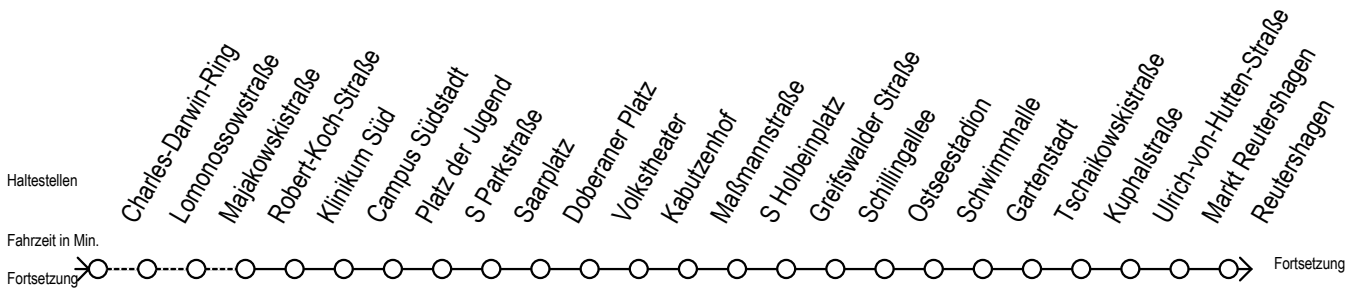 Haltestellen
Charles-Darwin-Ring
Lomonossowstraße
Majakowskistraße
Robert-Koch-Straße
Klinikum Süd
Campus Südstadt
Platz der Jugend
S Parkstraße
Saarplatz
Doberaner Platz
Volkstheater
Kabutzenhof
Maßmannstraße
S Holbeinplatz
Greifswalder Straße
Schillingallee
Ostseestadion
Schwimmhalle
Gartenstadt
Tschaikowskistraße
Kuphalstraße
Ulrich-von-Hutten-Straße
Markt Reutershagen
Reutershagen
Fahrzeit in Min.
Fortsetzung
Fortsetzung